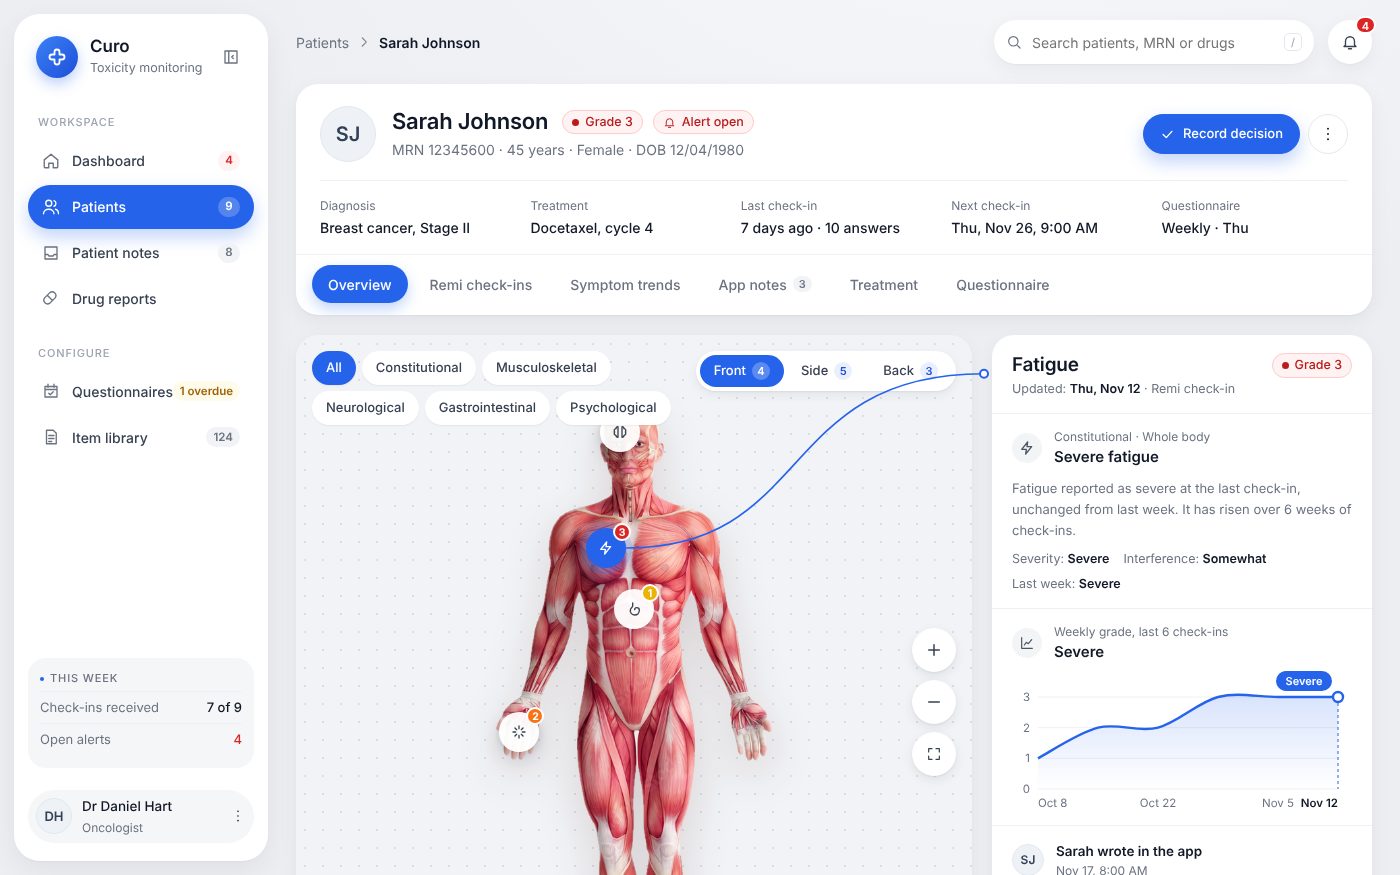 Curo
Toxicity monitoring
WORKSPACE
Dashboard 4
Patients 9
Patient notes 8
Drug reports
CONFIGURE
Questionnaires 1 overdue
Item library 124
THIS WEEK
Check-ins received 7 of 9
Open alerts 4
DH
Dr Daniel Hart
Oncologist
Patients > Sarah Johnson
Search patients, MRN or drugs /
4
SJ
Sarah Johnson Grade 3 Alert open
MRN 12345600 · 45 years · Female · DOB 12/04/1980
Record decision
Diagnosis
Breast cancer, Stage II
Treatment
Docetaxel, cycle 4
Last check-in
7 days ago · 10 answers
Next check-in
Thu, Nov 26, 9:00 AM
Questionnaire
Weekly · Thu
Overview Remi check-ins Symptom trends App notes 3 Treatment Questionnaire
All Constitutional Musculoskeletal
Neurological Gastrointestinal Psychological
Front 4 Side 5 Back 3
3
1
2
Fatigue Grade 3
Updated: Thu, Nov 12 · Remi check-in
Constitutional · Whole body
Severe fatigue
Fatigue reported as severe at the last check-in,
unchanged from last week. It has risen over 6 weeks of
check-ins.
Severity: Severe Interference: Somewhat
Last week: Severe
Weekly grade, last 6 check-ins
Severe
Severe
3
2
1
0
Oct 8 Oct 22 Nov 5 Nov 12
SJ
Sarah wrote in the app
Nov 17, 8:00 AM